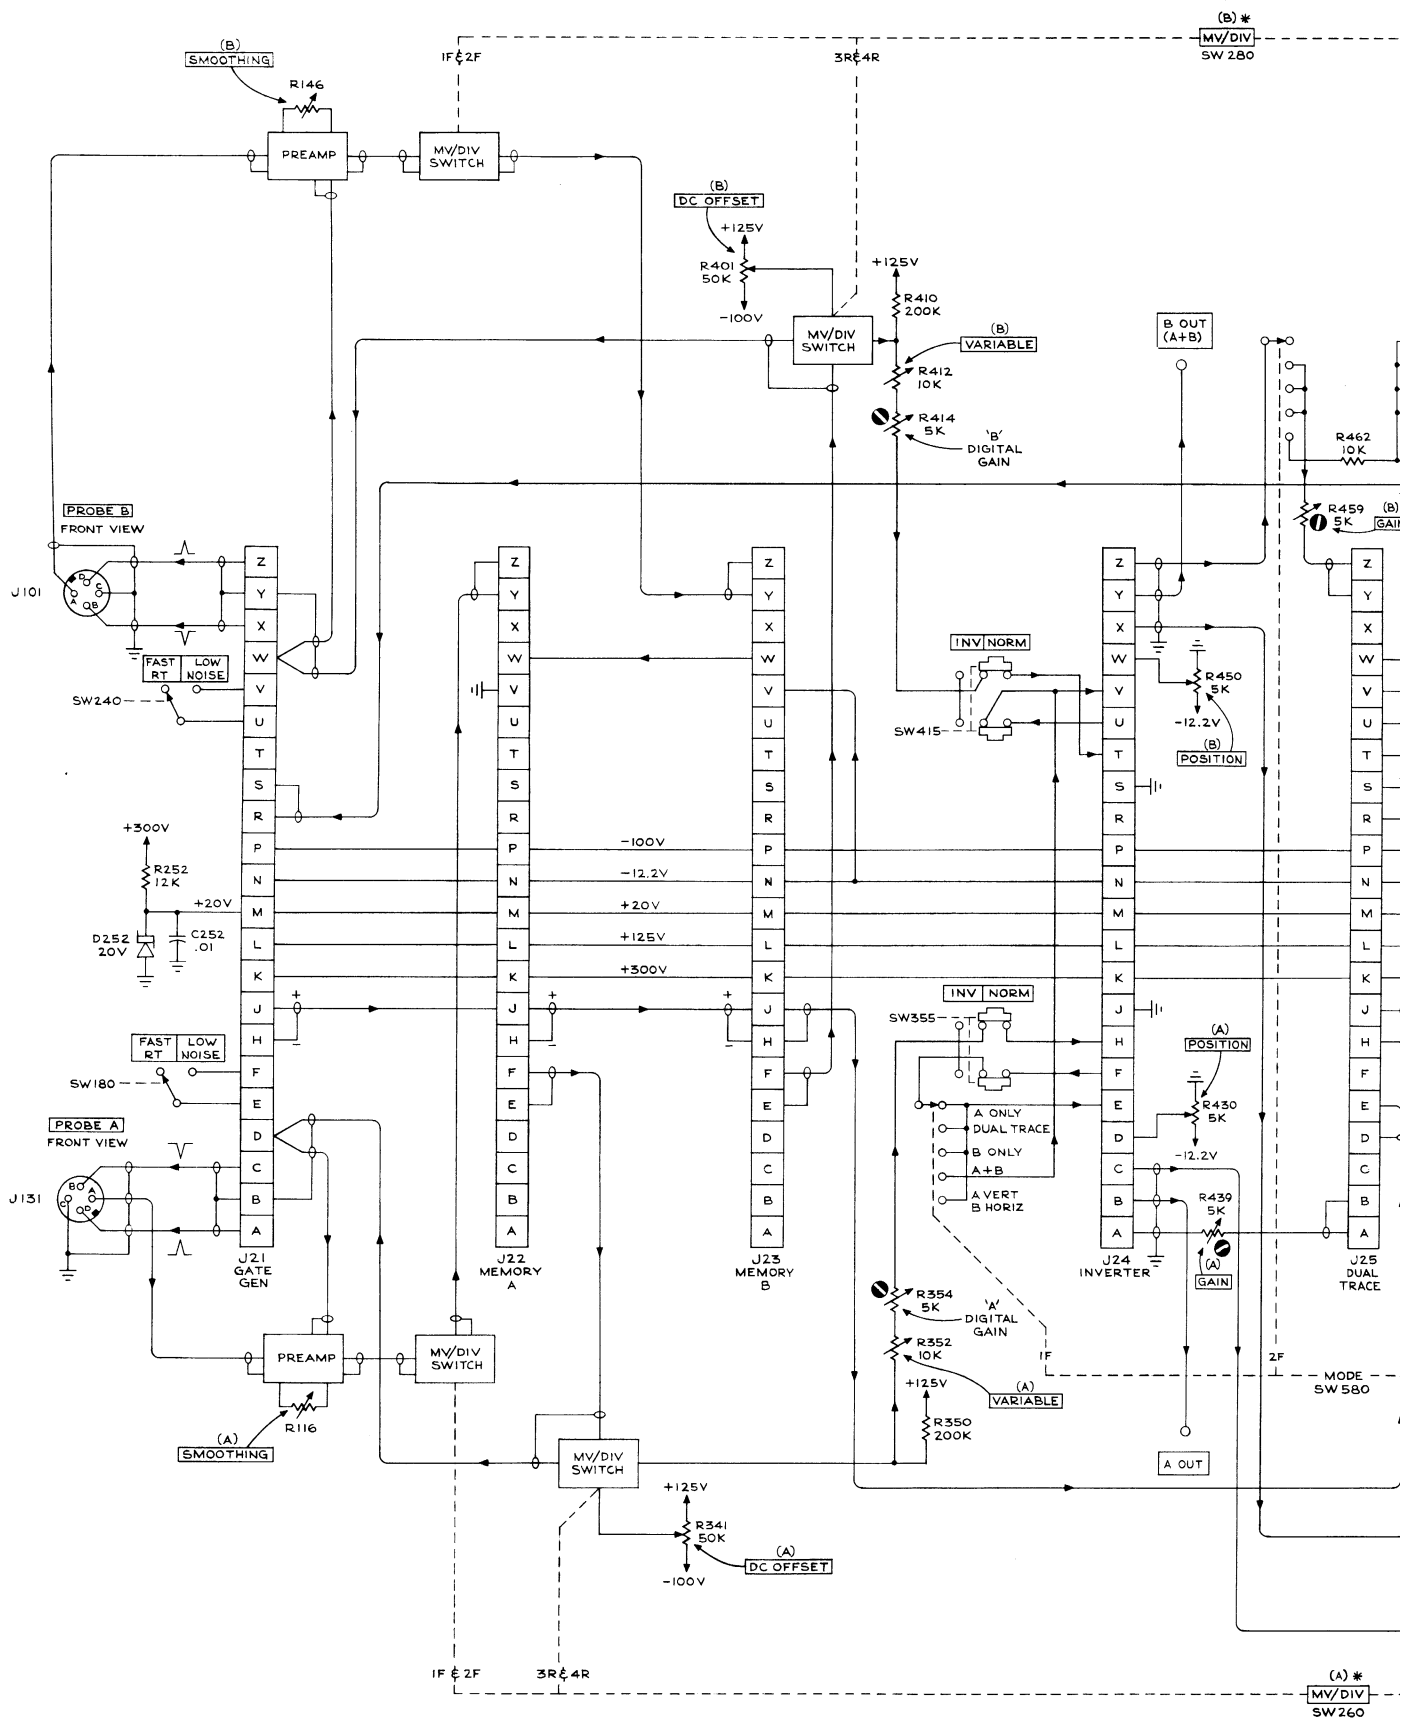 (B) *
MV/DIV
SW 280
1F & 2F
3R & 4R
(B)
SMOOTHING
R146
PREAMP
MV/DIV
SWITCH
(B)
DC OFFSET
+125V
R401
50K
-100V
+125V
R410
200K
MV/DIV
SWITCH
(B)
VARIABLE
R412
10K
R414
5K
'B'
DIGITAL
GAIN
B OUT
(A+B)
R462
10K
R459
5K
(B)
PROBE B
FRONT VIEW
J101
D
C
A
B
FAST
RT
LOW
NOISE
SW240
+300V
R252
12K
+20V
D252
20V
C252
.01
FAST
RT
LOW
NOISE
SW180
PROBE A
FRONT VIEW
J131
B
A
C
D
Z
Y
X
W
V
U
T
S
R
P
N
M
L
K
J
H
F
E
D
C
B
A
J21
GATE
GEN
+
-
Z
Y
X
W
V
U
T
S
R
P
N
M
L
K
J
H
F
E
D
C
B
A
J22
MEMORY
A
+
-
-100V
-12.2V
+20V
+125V
+300V
+
-
Z
Y
X
W
V
U
T
S
R
P
N
M
L
K
J
H
F
E
D
C
B
A
J23
MEMORY
B
INV NORM
SW415
INV NORM
SW355
A ONLY
DUAL TRACE
B ONLY
A+B
A VERT
B HORIZ
Z
Y
X
W
V
U
T
S
R
P
N
M
L
K
J
H
F
E
D
C
B
A
J24
INVERTER
R450
5K
-12.2V
(B)
POSITION
(A)
POSITION
R430
5K
-12.2V
R439
5K
(A)
GAIN
Z
Y
X
W
V
U
T
S
R
P
N
M
L
K
J
H
F
E
D
C
B
A
J25
DUAL
TRACE
PREAMP
MV/DIV
SWITCH
R116
(A)
SMOOTHING
R354
5K
'A'
DIGITAL
GAIN
R352
10K
+125V
(A)
VARIABLE
R350
200K
1F
2F
MODE
SW580
MV/DIV
SWITCH
A OUT
+125V
R341
50K
-100V
(A)
DC OFFSET
1F & 2F
3R & 4R
(A) *
MV/DIV
SW260